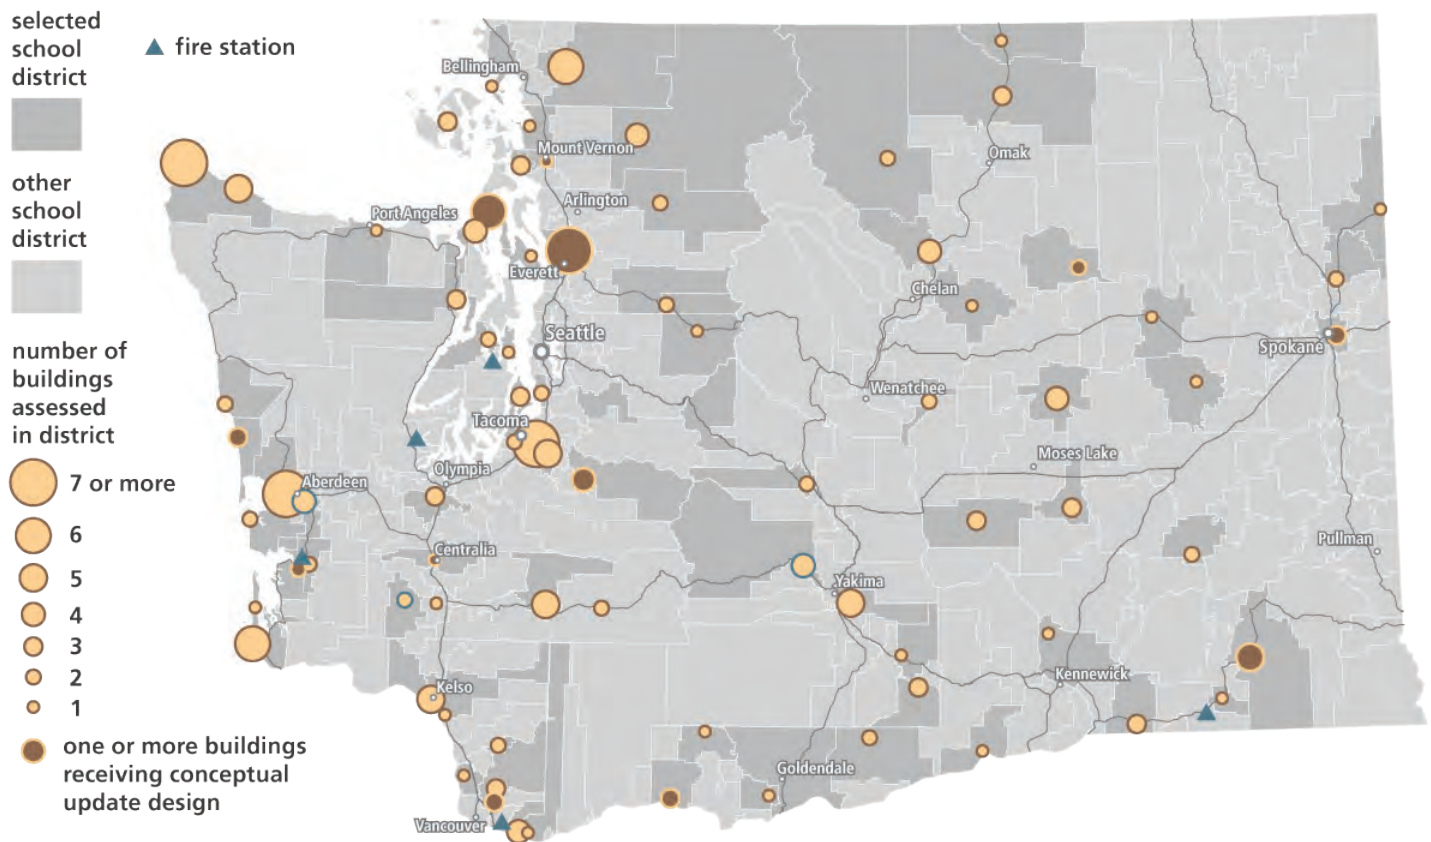 selected
school
district
fire station
other
school
district
number of
buildings
assessed
in district
7 or more
6
5
4
3
2
1
one or more buildings
receiving conceptual
update design
Bellingham
Mount Vernon
Omak
Arlington
Port Angeles
Everett
Chelan
Seattle
Spokane
Wenatchee
Tacoma
Moses Lake
Olympia
Aberdeen
Pullman
Centralia
Yakima
Kennewick
Kelso
Goldendale
Vancouver